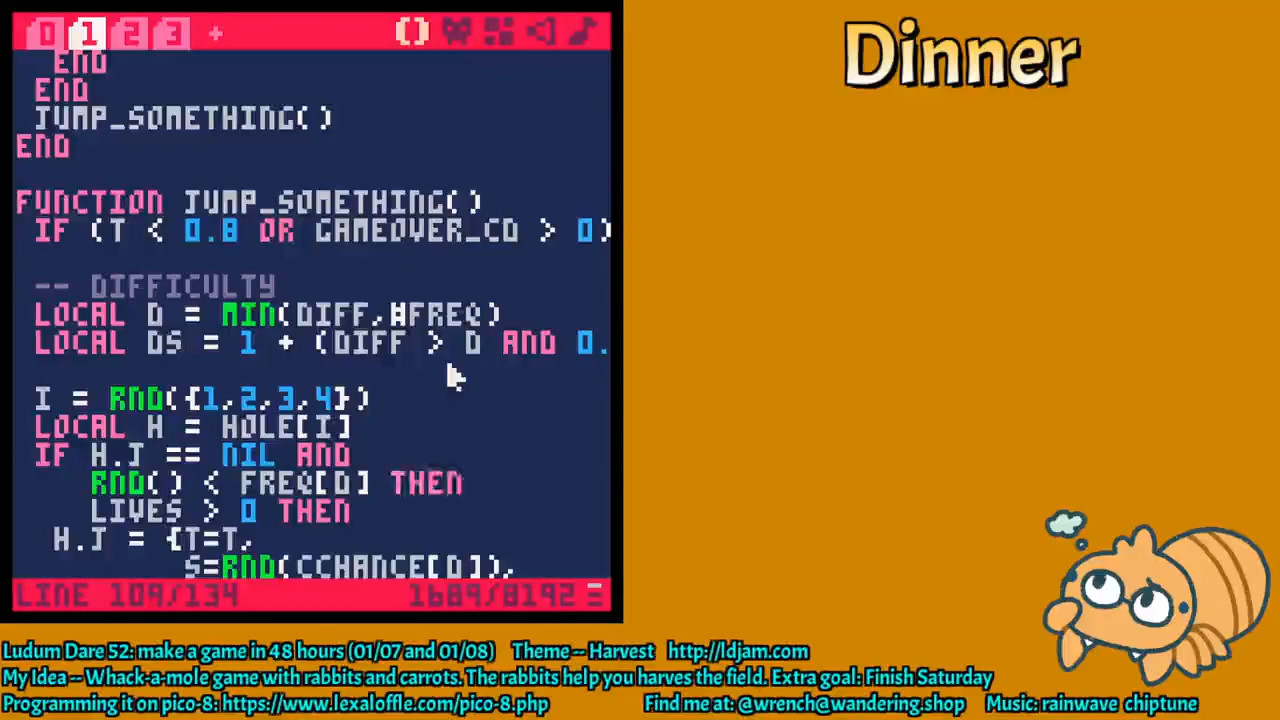 0 1 2 3 +
END
END
JUMP_SOMETHING()
END
FUNCTION JUMP_SOMETHING()
IF (T < 0.8 OR GAMEOVER_CD > 0)
-- DIFFICULTY
LOCAL D = MIN(DIFF,#FREQ)
LOCAL DS = 1 + (DIFF > D AND 0.
I = RND({1,2,3,4})
LOCAL H = HOLE[I]
IF H.J == NIL AND
RND() < FREQ[D] THEN
LIVES > 0 THEN
H.J = {T=T,
S=RND(CCHANCE[D]),
LINE 109/134 1689/8192
Dinner
Ludum Dare 52: make a game in 48 hours (01/07 and 01/08) Theme -- Harvest http://ldjam.com
My Idea -- Whack-a-mole game with rabbits and carrots. The rabbits help you harves the field. Extra goal: Finish Saturday
Programming it on pico-8: https://www.lexaloffle.com/pico-8.php Find me at: @wrench@wandering.shop Music: rainwave chiptune